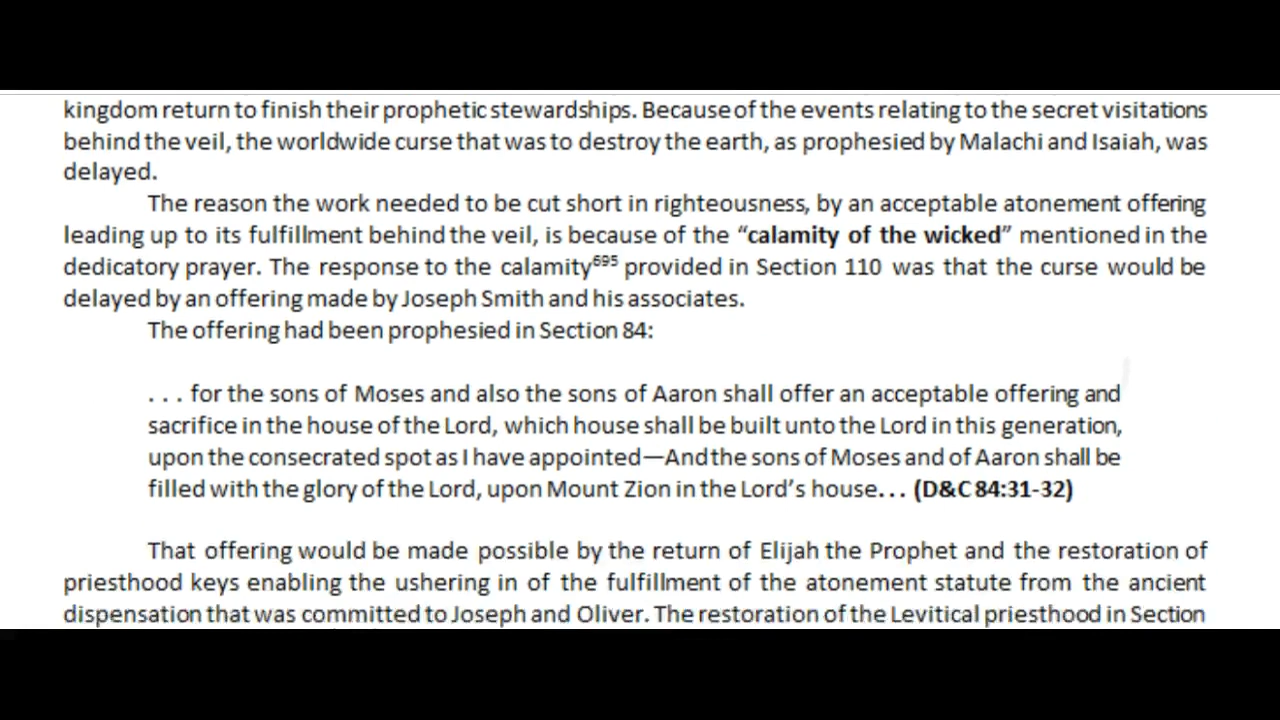 kingdom return to finish their prophetic stewardships. Because of the events relating to the secret visitations
behind the veil, the worldwide curse that was to destroy the earth, as prophesied by Malachi and Isaiah, was
delayed.
The reason the work needed to be cut short in righteousness, by an acceptable atonement offering
leading up to its fulfillment behind the veil, is because of the “calamity of the wicked” mentioned in the
dedicatory prayer. The response to the calamity⁶⁹⁵ provided in Section 110 was that the curse would be
delayed by an offering made by Joseph Smith and his associates.
The offering had been prophesied in Section 84:
. . . for the sons of Moses and also the sons of Aaron shall offer an acceptable offering and
sacrifice in the house of the Lord, which house shall be built unto the Lord in this generation,
upon the consecrated spot as I have appointed—And the sons of Moses and of Aaron shall be
filled with the glory of the Lord, upon Mount Zion in the Lord’s house. . . (D&C 84:31-32)
That offering would be made possible by the return of Elijah the Prophet and the restoration of
priesthood keys enabling the ushering in of the fulfillment of the atonement statute from the ancient
dispensation that was committed to Joseph and Oliver. The restoration of the Levitical priesthood in Section